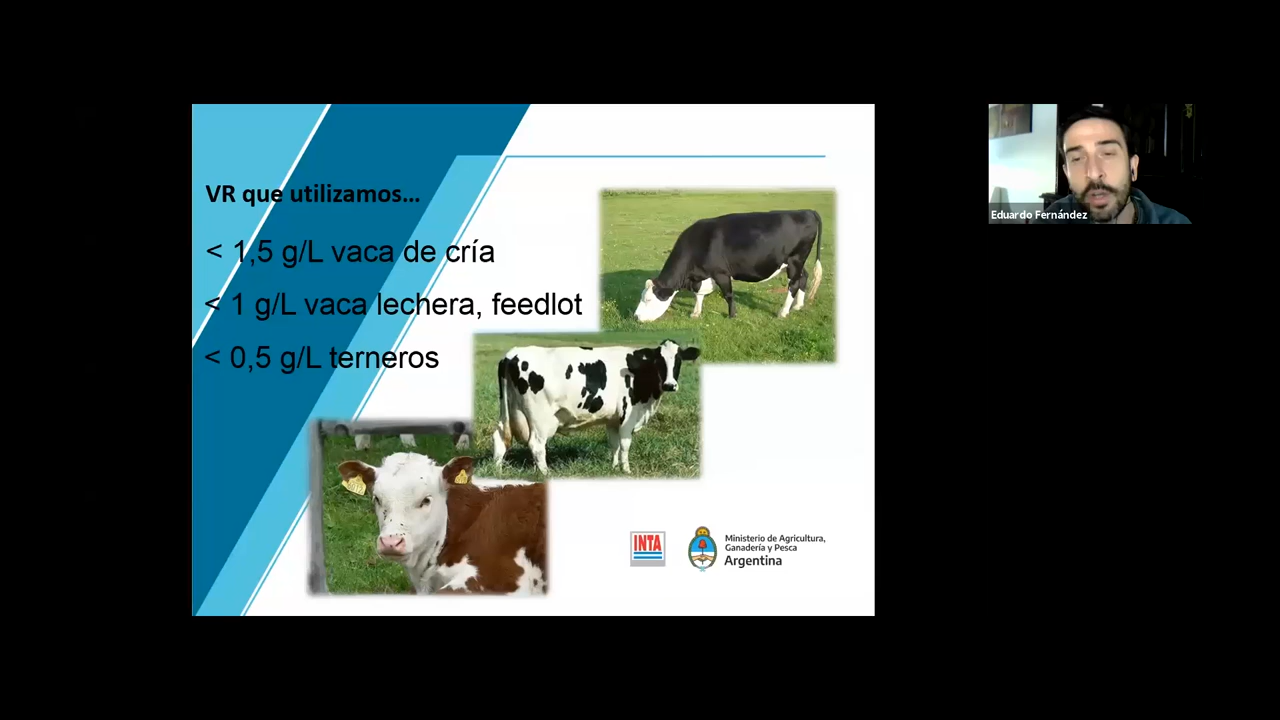 VR que utilizamos...
< 1,5 g/L vaca de cría
< 1 g/L vaca lechera, feedlot
< 0,5 g/L terneros
INTA
Ministerio de Agricultura,
Ganadería y Pesca
Argentina
Eduardo Fernández